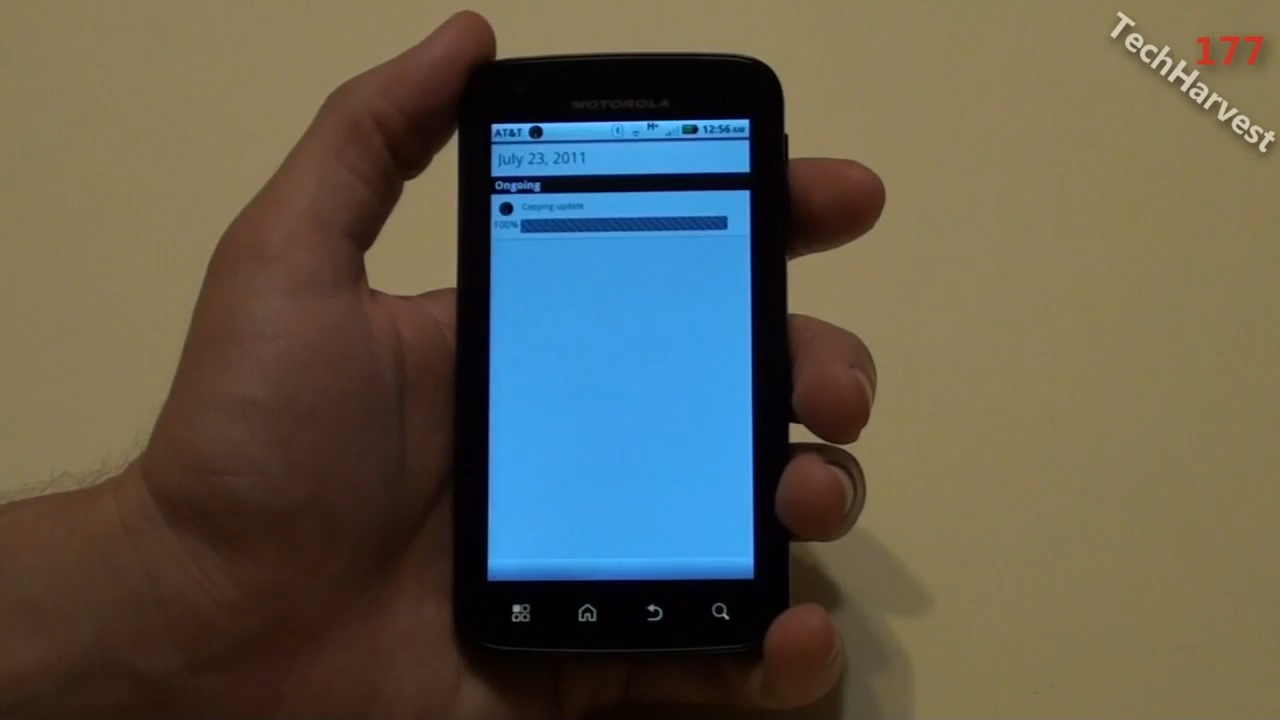 TechHarvest
177
MOTOROLA
AT&T H+ 12:56 AM
July 23, 2011
Ongoing
Copying update
100%